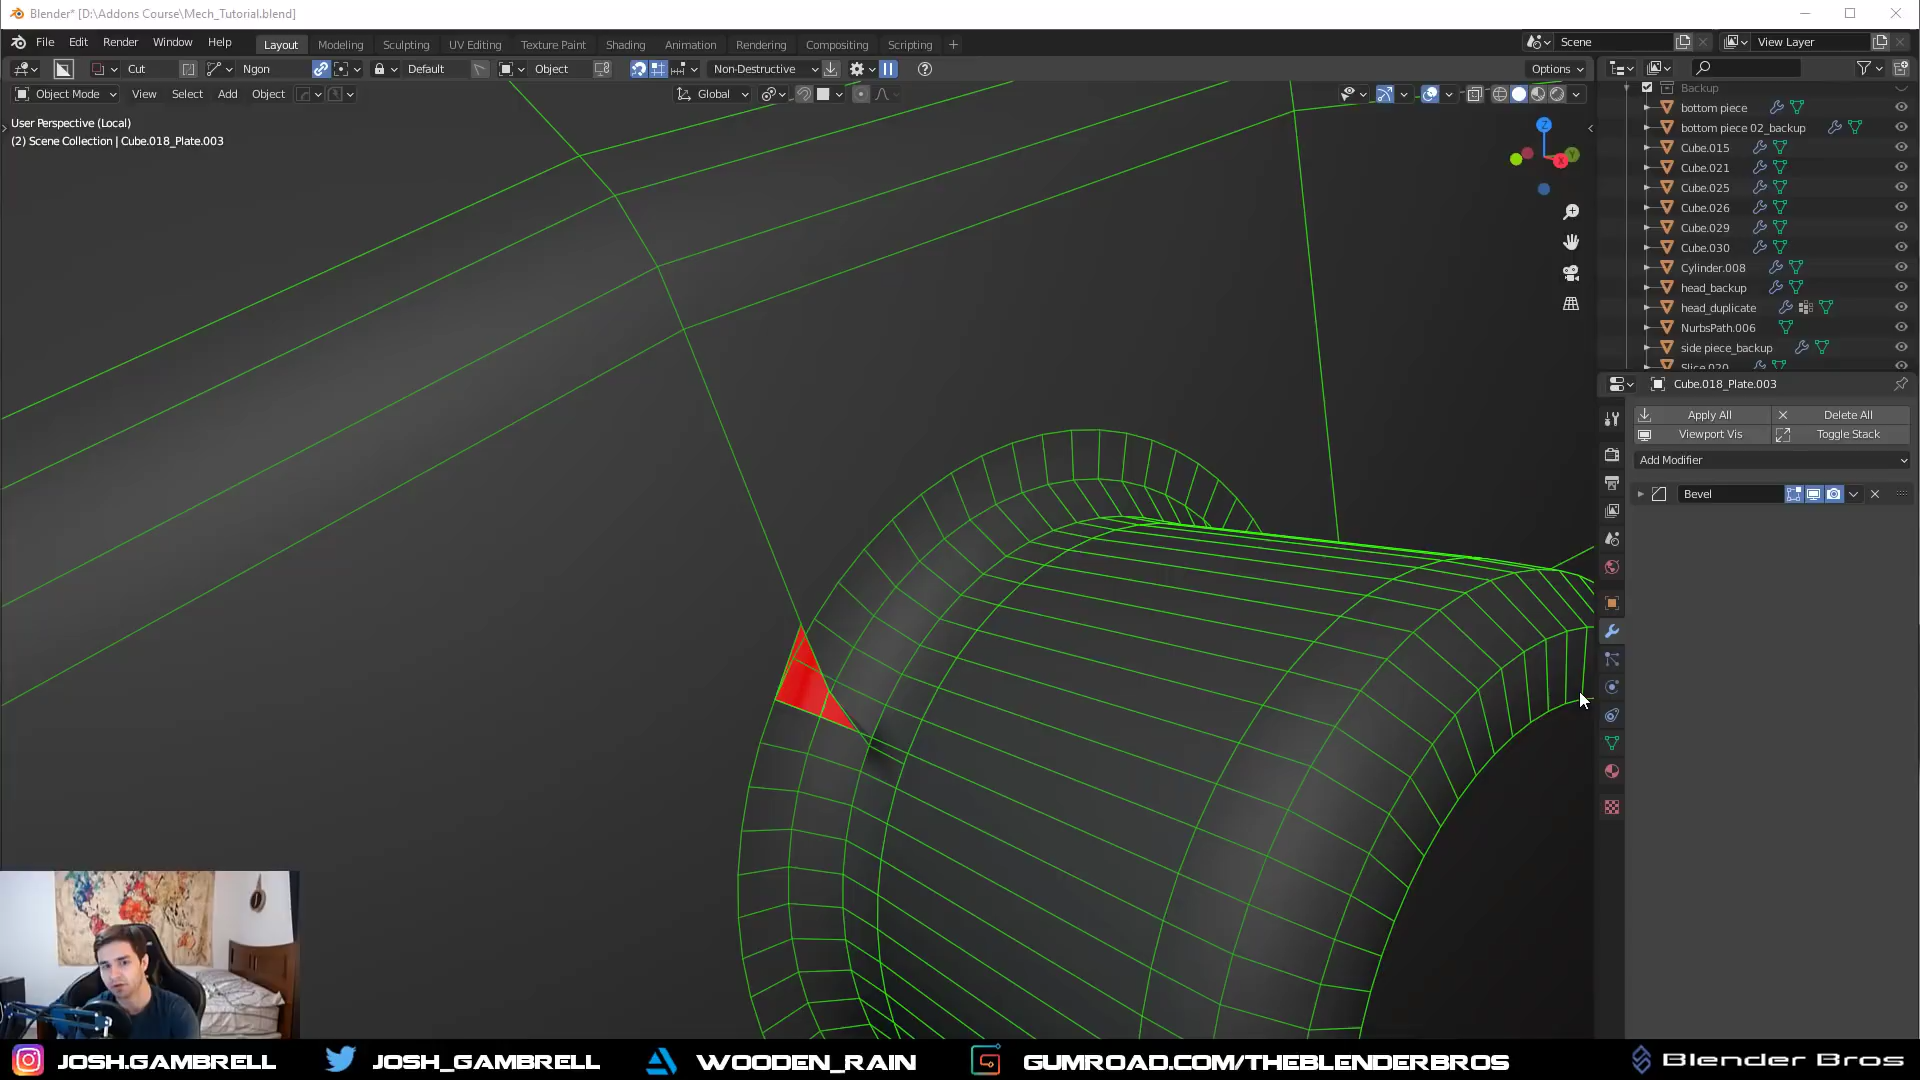 Blender* [D:\Addons Course\Mech_Tutorial.blend]
File Edit Render Window Help Layout Modeling Sculpting UV Editing Texture Paint Shading Animation Rendering Compositing Scripting + Scene View Layer
Cut Ngon Default Object Non-Destructive Options
Object Mode View Select Add Object Global
User Perspective (Local)
(2) Scene Collection | Cube.018_Plate.003
Z
Y
X
Backup
bottom piece
bottom piece 02_backup
Cube.015
Cube.021
Cube.025
Cube.026
Cube.029
Cube.030
Cylinder.008
head_backup
head_duplicate
NurbsPath.006
side piece_backup
Slice.020
Cube.018_Plate.003
Apply All Delete All
Viewport Vis Toggle Stack
Add Modifier
Bevel
JOSH.GAMBRELL JOSH_GAMBRELL WOODEN_RAIN GUMROAD.COM/THEBLENDERBROS Blender Bros